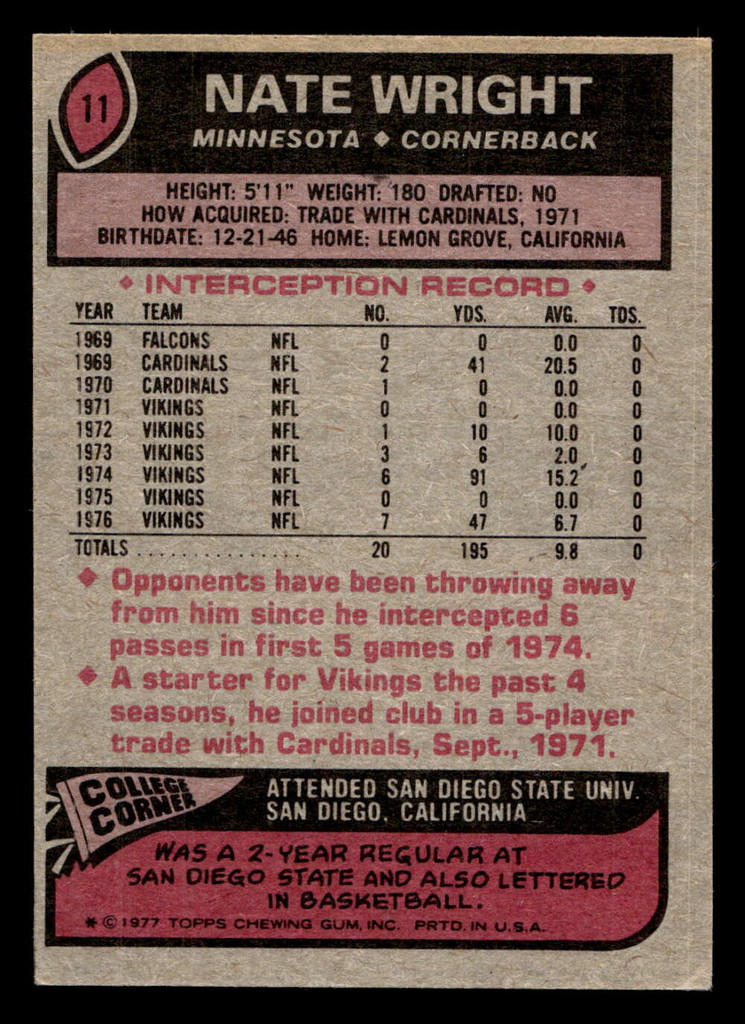 11
NATE WRIGHT
MINNESOTA ◆ CORNERBACK
HEIGHT: 5'11" WEIGHT: 180 DRAFTED: NO
HOW ACQUIRED: TRADE WITH CARDINALS, 1971
BIRTHDATE: 12-21-46 HOME: LEMON GROVE, CALIFORNIA
◆ INTERCEPTION RECORD ◆
YEAR TEAM NO. YDS. AVG. TDS.
1969 FALCONS NFL 0 0 0.0 0
1969 CARDINALS NFL 2 41 20.5 0
1970 CARDINALS NFL 1 0 0.0 0
1971 VIKINGS NFL 0 0 0.0 0
1972 VIKINGS NFL 1 10 10.0 0
1973 VIKINGS NFL 3 6 2.0 0
1974 VIKINGS NFL 6 91 15.2 0
1975 VIKINGS NFL 0 0 0.0 0
1976 VIKINGS NFL 7 47 6.7 0
TOTALS . . . . . . . . . . . . . . . 20 195 9.8 0
◆ Opponents have been throwing away
from him since he intercepted 6
passes in first 5 games of 1974.
◆ A starter for Vikings the past 4
seasons, he joined club in a 5-player
trade with Cardinals, Sept., 1971.
COLLEGE
CORNER
ATTENDED SAN DIEGO STATE UNIV.
SAN DIEGO, CALIFORNIA
WAS A 2-YEAR REGULAR AT
SAN DIEGO STATE AND ALSO LETTERED
IN BASKETBALL.
* © 1977 TOPPS CHEWING GUM, INC. PRTD. IN U.S.A.